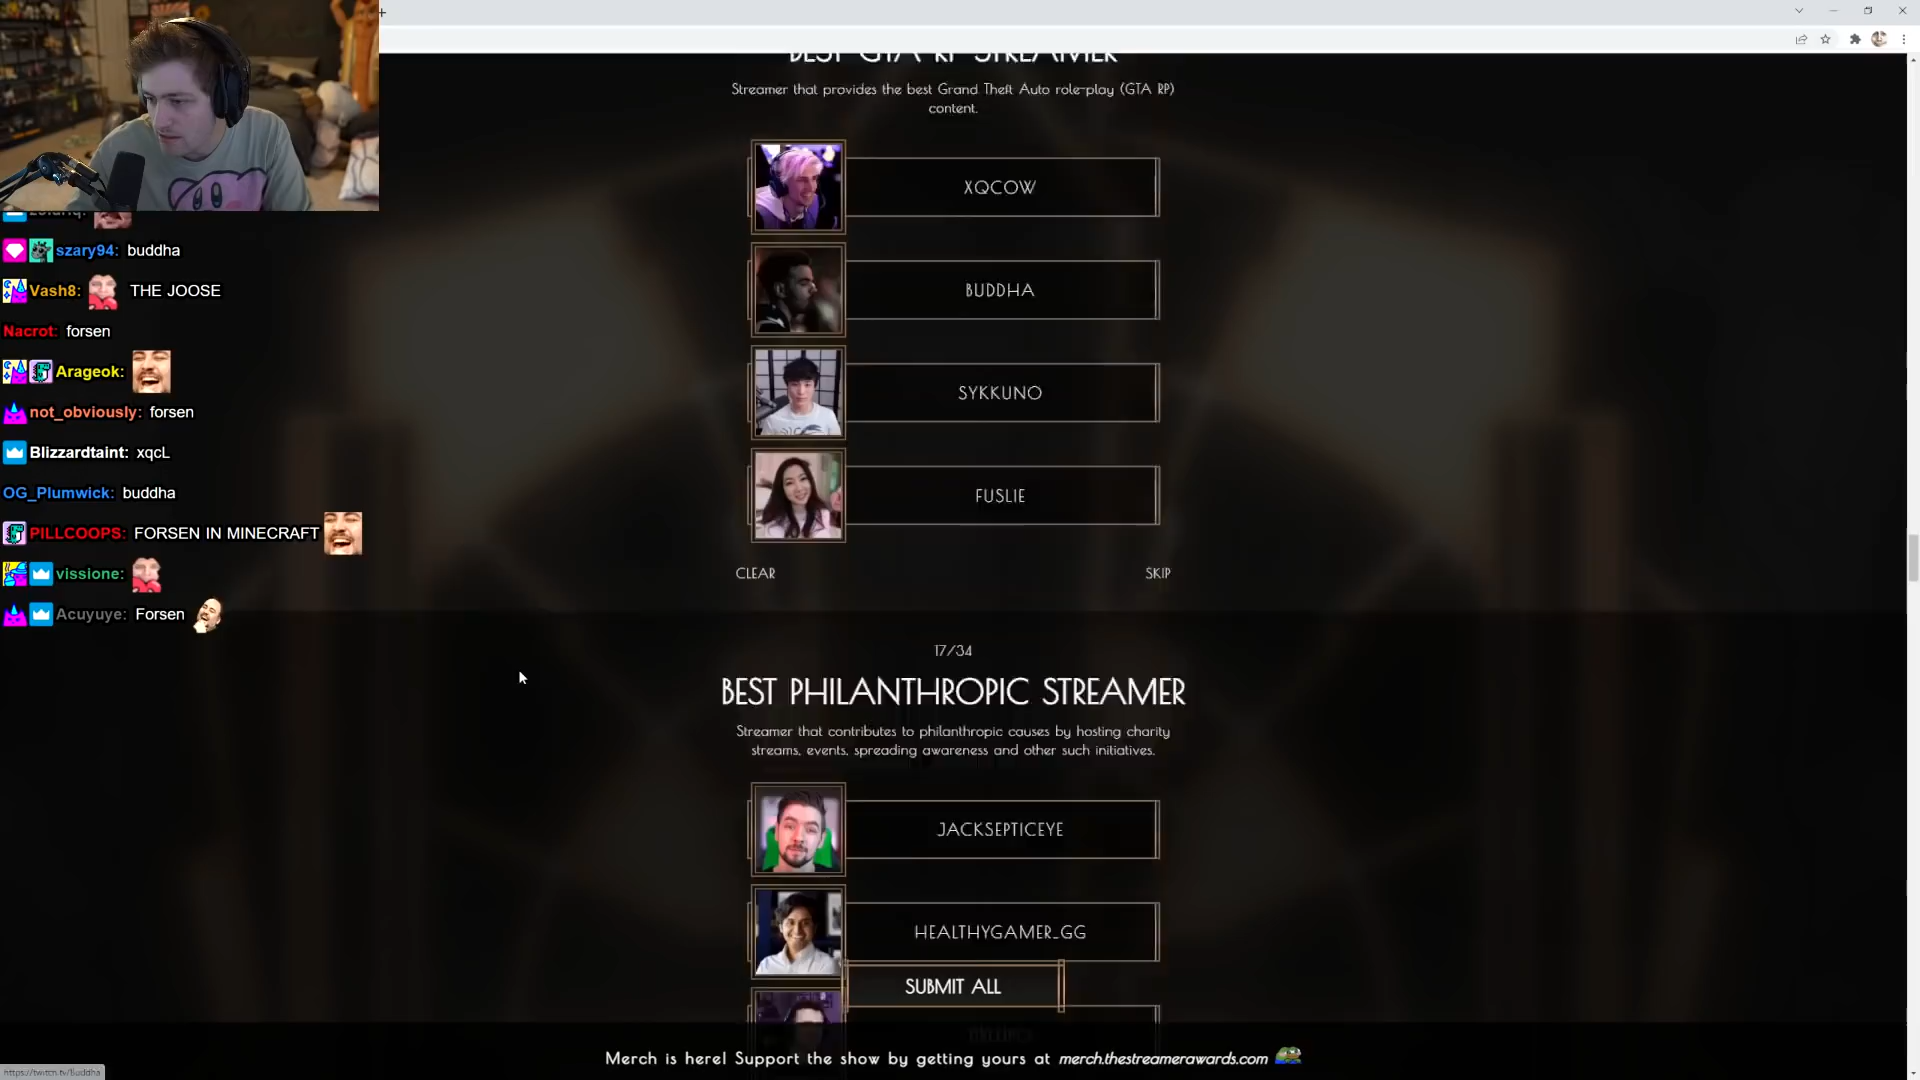 BEST GTA RP STREAMER
Streamer that provides the best Grand Theft Auto role-play (GTA RP)
content.
XQCOW
BUDDHA
SYKKUNO
FUSLIE
CLEAR
SKIP
szary94: buddha
Vash8: THE JOOSE
Nacrot: forsen
Arageok:
not_obviously: forsen
Blizzardtaint: xqcL
OG_Plumwick: buddha
PILLCOOPS: FORSEN IN MINECRAFT
vissione:
Acuyuye: Forsen
17/34
BEST PHILANTHROPIC STREAMER
Streamer that contributes to philanthropic causes by hosting charity
streams, events, spreading awareness and other such initiatives.
JACKSEPTICEYE
HEALTHYGAMER_GG
SUBMIT ALL
Merch is here! Support the show by getting yours at merch.thestreamerawards.com
https://twitch.tv/Buddha